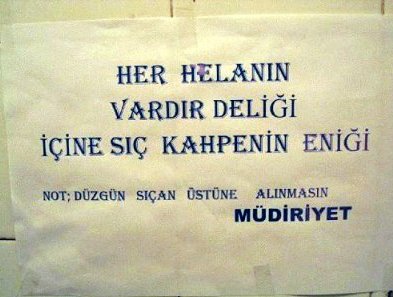 HER HELANIN
VARDIR DELİĞİ
İÇİNE SIÇ KAHPENİN ENİĞİ
NOT; DÜZGÜN SIÇAN ÜSTÜNE ALINMASIN
MÜDİRİYET